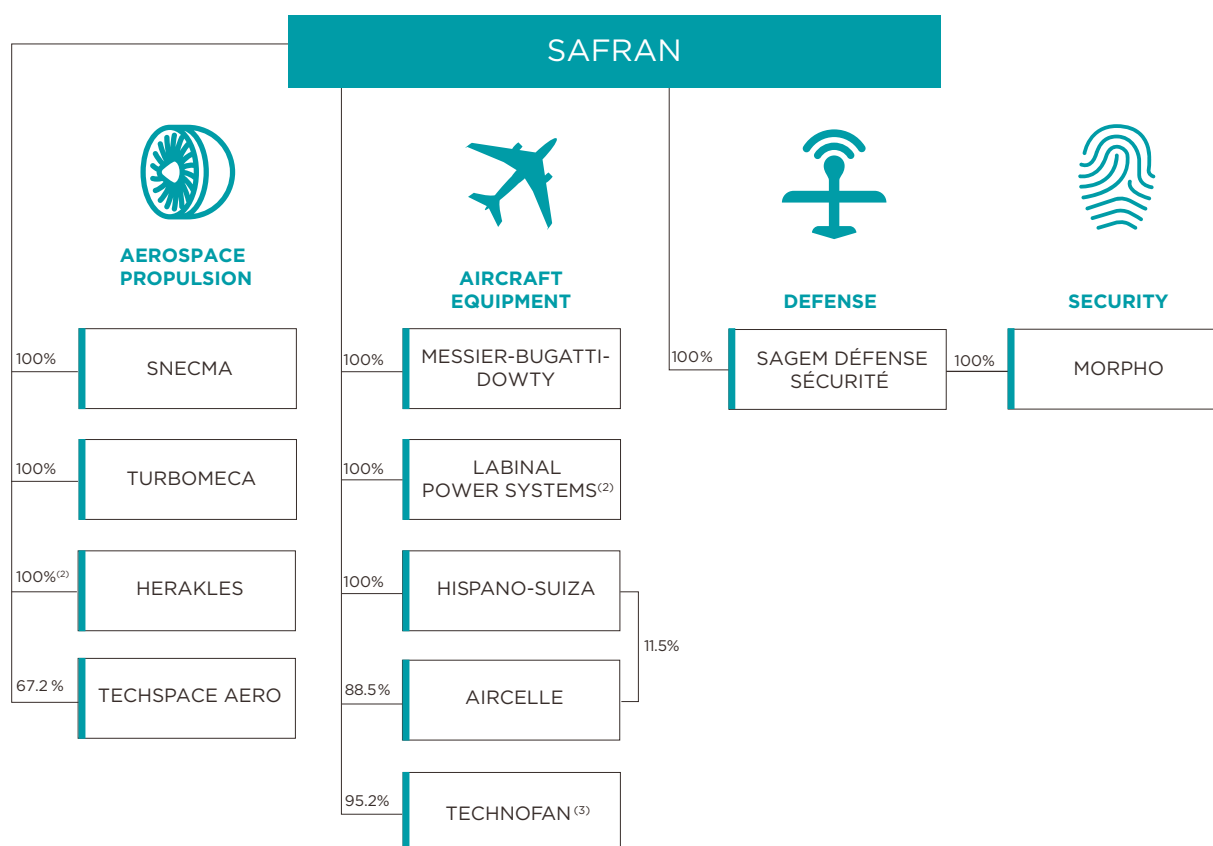 SAFRAN
AEROSPACE
PROPULSION
100%
SNECMA
100%
TURBOMECA
100%(2)
HERAKLES
67.2 %
TECHSPACE AERO
AIRCRAFT
EQUIPMENT
100%
MESSIER-BUGATTI-
DOWTY
100%
LABINAL
POWER SYSTEMS(2)
100%
HISPANO-SUIZA
11.5%
88.5%
AIRCELLE
95.2%
TECHNOFAN (3)
DEFENSE
100%
SAGEM DÉFENSE
SÉCURITÉ
SECURITY
100%
MORPHO